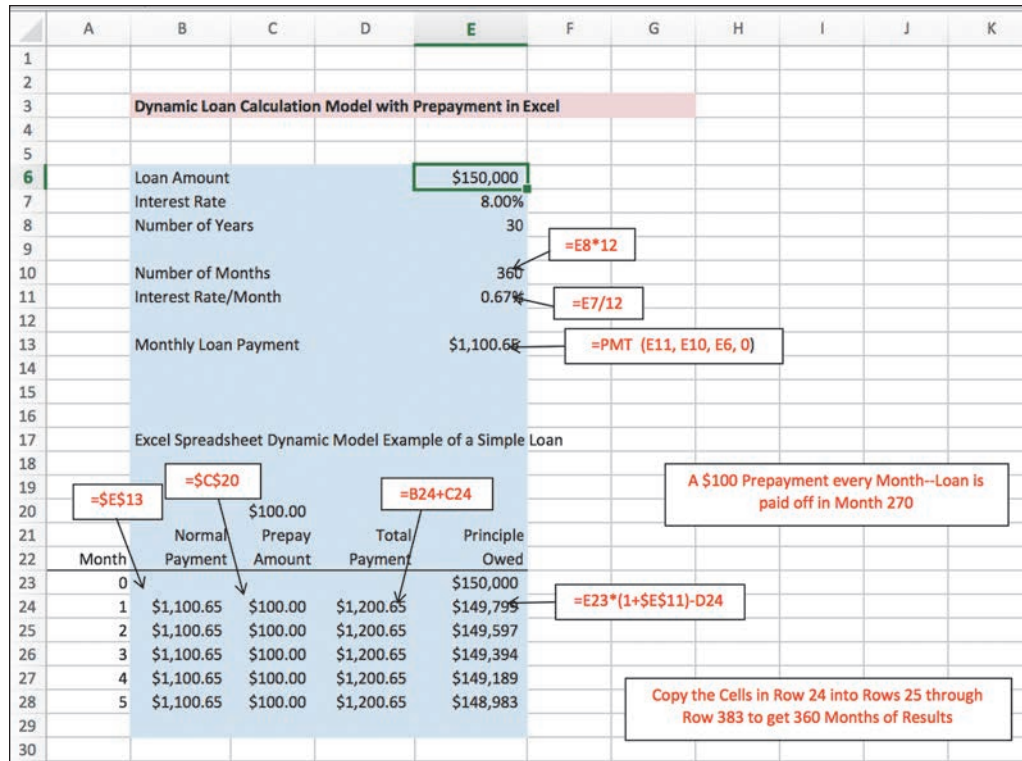 A B C D E F G H I J K
1
2
3 Dynamic Loan Calculation Model with Prepayment in Excel
4
5
6 Loan Amount $150,000
7 Interest Rate 8.00%
8 Number of Years 30
=E8*12
9
10 Number of Months 360
11 Interest Rate/Month 0.67%
=E7/12
12
13 Monthly Loan Payment $1,100.65
=PMT (E11, E10, E6, 0)
14
15
16
17 Excel Spreadsheet Dynamic Model Example of a Simple Loan
18
=$C$20
A $100 Prepayment every Month--Loan is
paid off in Month 270
19
=$E$13
=B24+C24
20 $100.00
21 Normal Prepay Total Principle
22 Month Payment Amount Payment Owed
23 0 $150,000
24 1 $1,100.65 $100.00 $1,200.65 $149,799
=E23*(1+$E$11)-D24
25 2 $1,100.65 $100.00 $1,200.65 $149,597
26 3 $1,100.65 $100.00 $1,200.65 $149,394
27 4 $1,100.65 $100.00 $1,200.65 $149,189
28 5 $1,100.65 $100.00 $1,200.65 $148,983
Copy the Cells in Row 24 into Rows 25 through
Row 383 to get 360 Months of Results
29
30